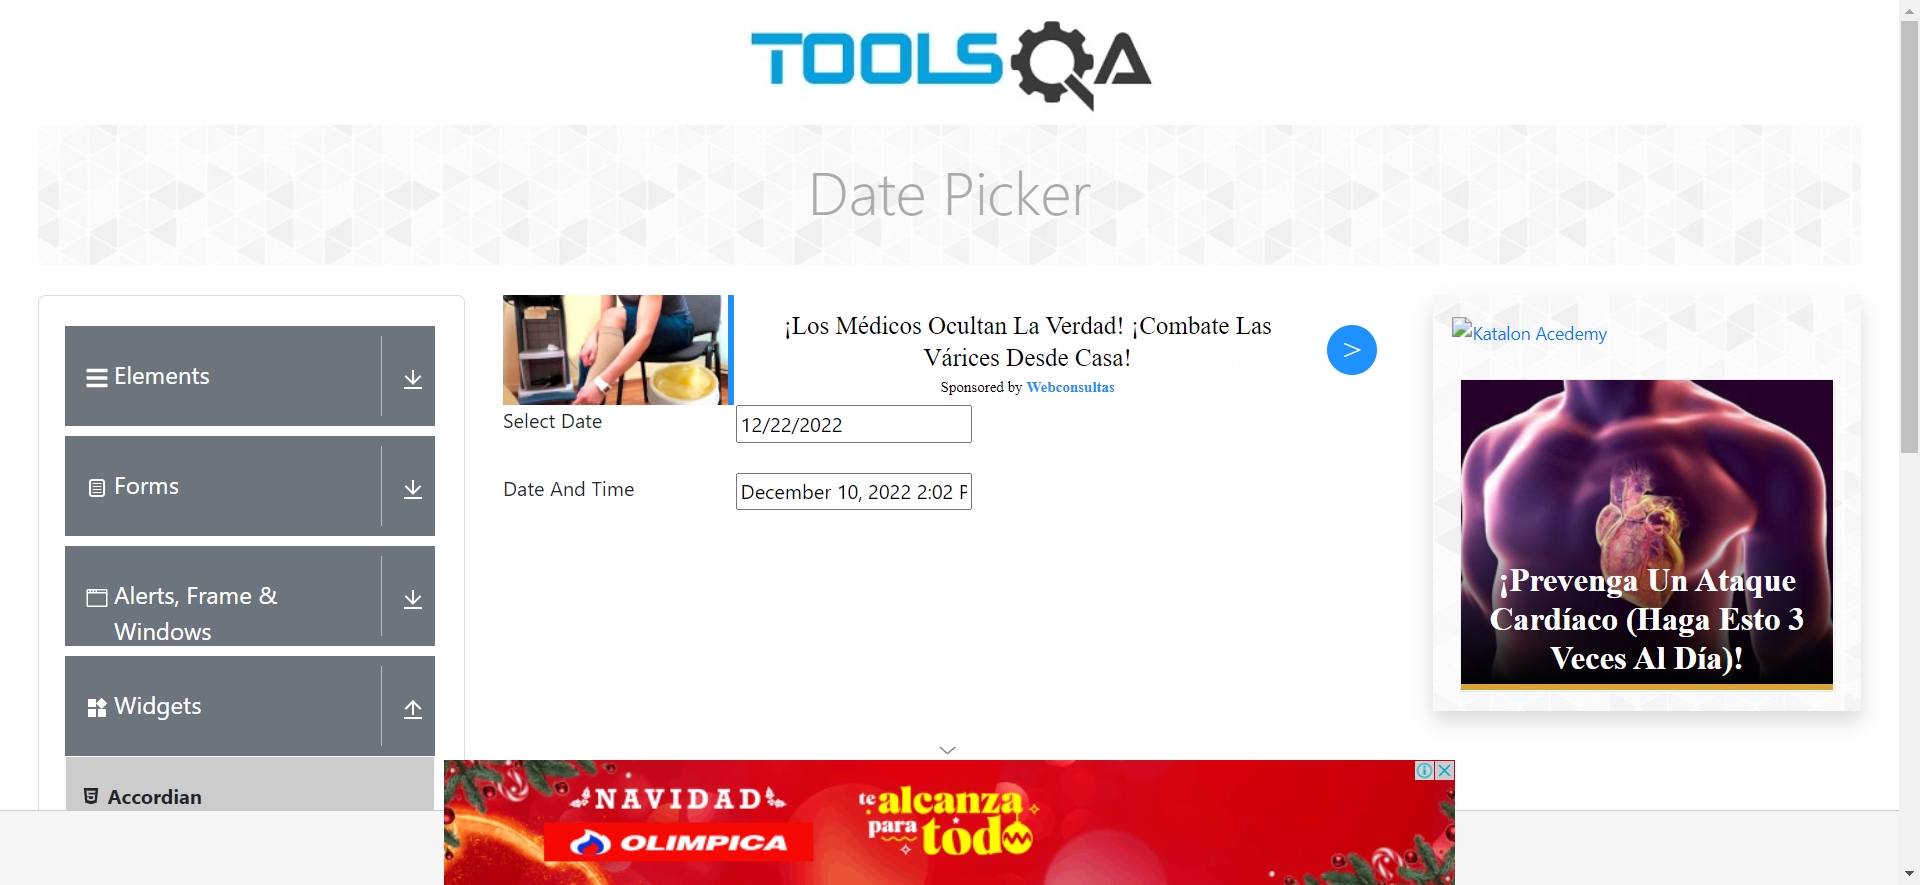 TOOLSQA
Date Picker
Elements
Forms
Alerts, Frame &
Windows
Widgets
Accordian
¡Los Médicos Ocultan La Verdad! ¡Combate Las
Várices Desde Casa!
Sponsored by Webconsultas
>
Select Date
12/22/2022
Date And Time
December 10, 2022 2:02 P
Katalon Acedemy
¡Prevenga Un Ataque
Cardíaco (Haga Esto 3
Veces Al Día)!
NAVIDAD
OLIMPICA
te alcanza
para todo